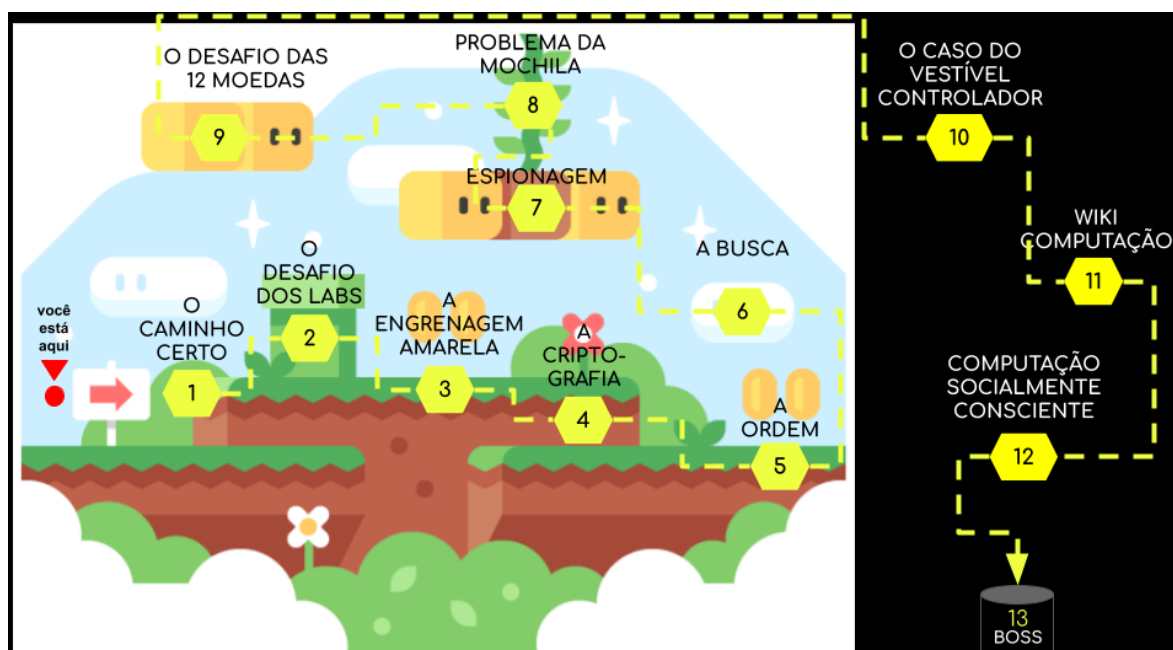 você
está
aqui
O
CAMINHO
CERTO
1
O
DESAFIO
DOS LABS
2
A
ENGRENAGEM
AMARELA
3
A
CRIPTO-
GRAFIA
4
A
ORDEM
5
A BUSCA
6
ESPIONAGEM
7
PROBLEMA DA
MOCHILA
8
O DESAFIO DAS
12 MOEDAS
9
O CASO DO
VESTÍVEL
CONTROLADOR
10
WIKI
COMPUTAÇÃO
11
COMPUTAÇÃO
SOCIALMENTE
CONSCIENTE
12
13
BOSS